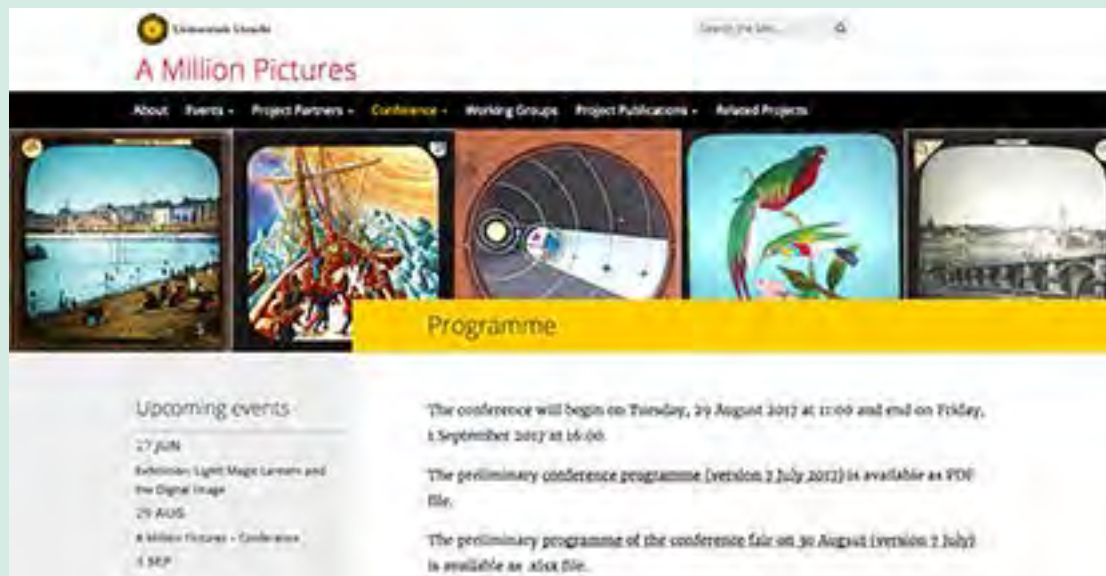 Universiteit Utrecht
Search the site...
A Million Pictures
About Events Project Partners Conference Working Groups Project Publications Related Projects
Programme
Upcoming events
27 JUN
Exhibition: Light! Magic Lantern and
the Digital Image
29 AUG
A Million Pictures – Conference
The conference will begin on Tuesday, 29 August 2017 at 11:00 and end on Friday,
1 September 2017 at 16:00.
The preliminary conference programme (version 7 July 2017) is available as PDF
file.
The preliminary programme of the conference fair on 30 August (version 7 July)
is available as .xlsx file.